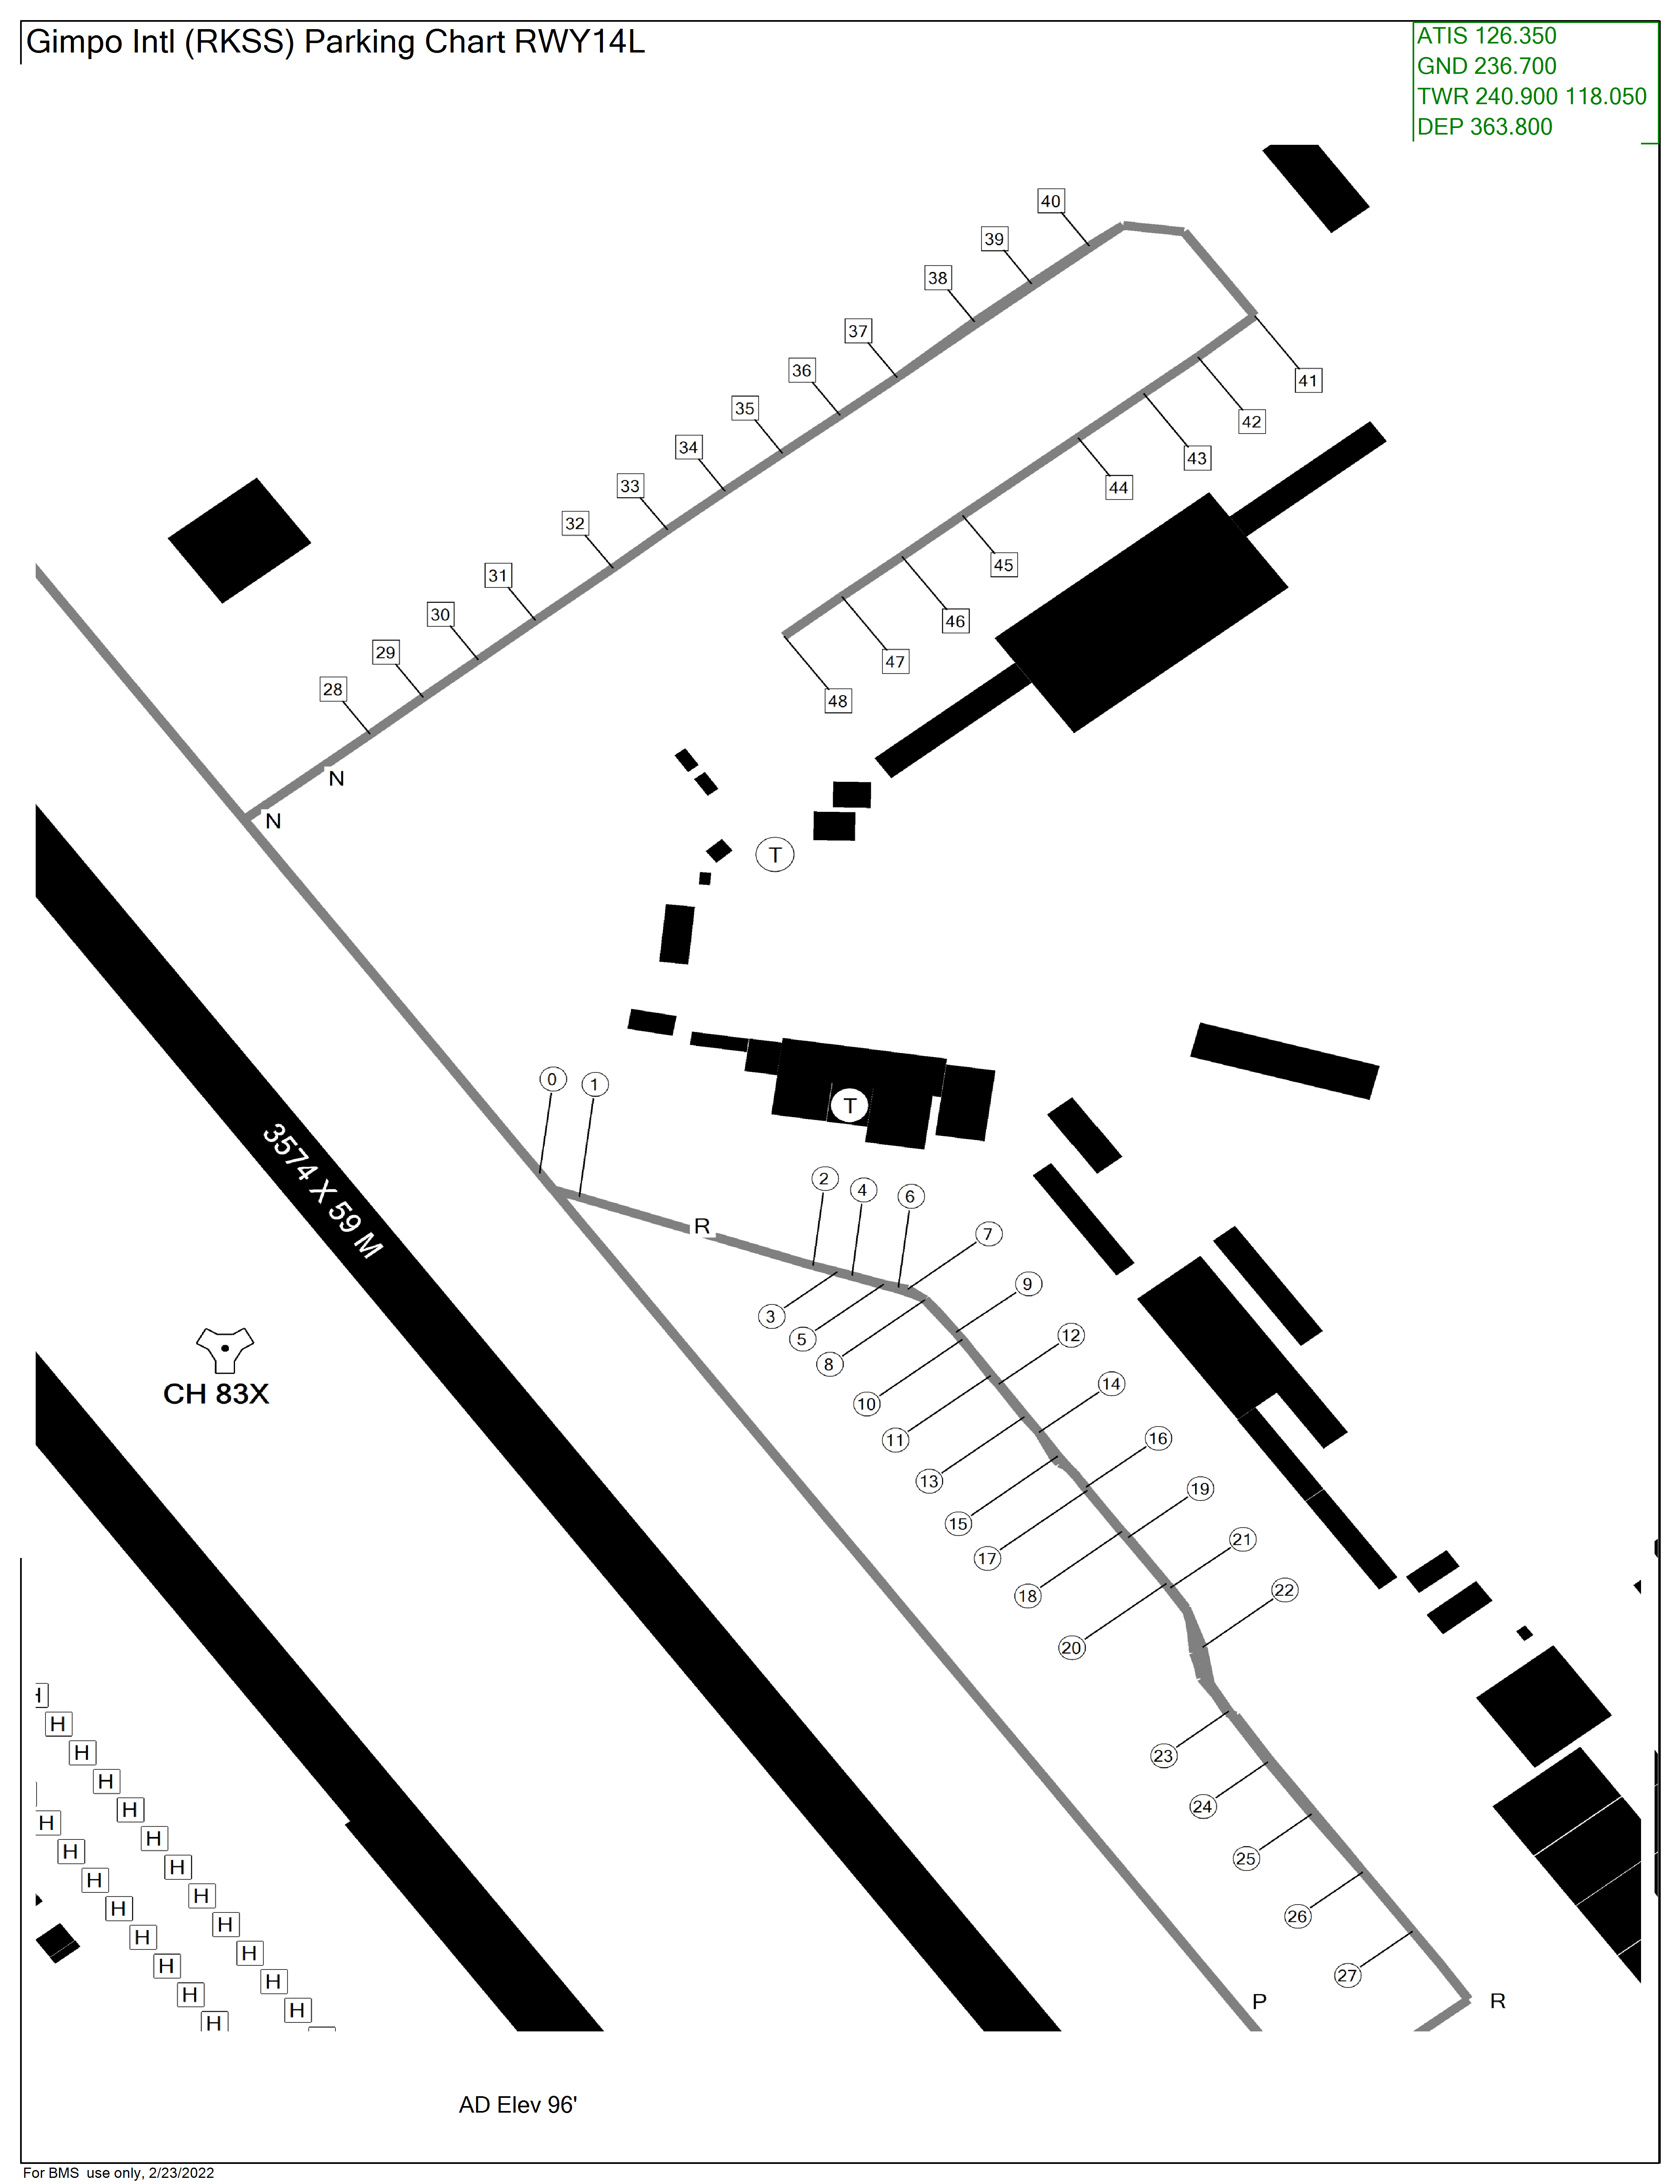 Gimpo Intl (RKSS) Parking Chart RWY14L
ATIS 126.350
GND 236.700
TWR 240.900 118.050
DEP 363.800
40
39
38
37
41
36
35
42
34
43
33
44
32
45
31
30
46
29
47
28
48
N
N
T
0
1
T
3574 X 59 M
2
4
6
R
7
9
3
12
5
8
14
CH 83X
10
16
11
13
19
15
21
17
22
18
20
H
H
23
H
H
24
H
H
H
25
H
H
H
H
26
H
H
H
H
27
H
H
H
P
R
H
H
H
AD Elev 96'
For BMS use only, 2/23/2022